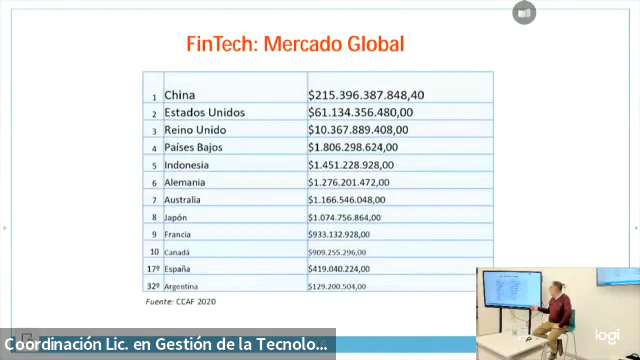 FinTech: Mercado Global
1 China $215.396.387.848,40
2 Estados Unidos $61.134.356.480,00
3 Reino Unido $10.367.889.408,00
4 Países Bajos $1.806.298.624,00
5 Indonesia $1.451.228.928,00
6 Alemania $1.276.201.472,00
7 Australia $1.166.546.048,00
8 Japón $1.074.756.864,00
9 Francia $933.132.928,00
10 Canadá $909.255.296,00
17º España $419.040.224,00
32º Argentina $129.200.504,00
Fuente: CCAF 2020
logi
Coordinación Lic. en Gestión de la Tecnolo...